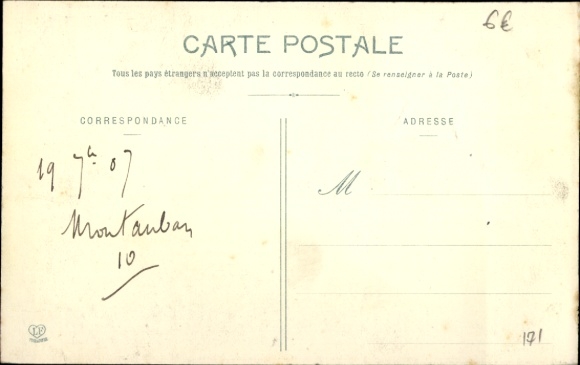 6€
CARTE POSTALE
Tous les pays étrangers n'acceptent pas la correspondance au recto (Se renseigner à la Poste)
CORRESPONDANCE
ADRESSE
19 7bre 07
Montauban
10
M
171